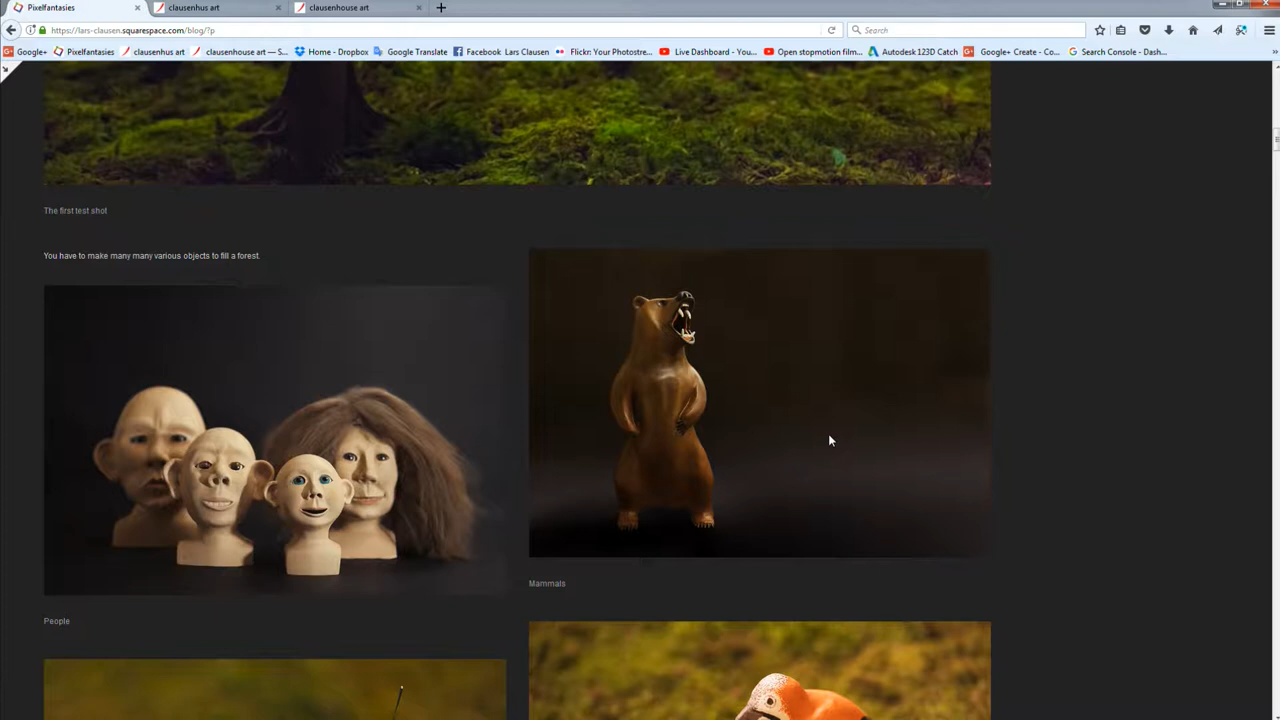 Pixelfantasies
clausenhus art
clausenhouse art
https://lars-clausen.squarespace.com/blog/?p
Search
Google+
Pixelfantasies
clausenhus art
clausenhouse art — S...
Home - Dropbox
Google Translate
Facebook Lars Clausen
Flickr: Your Photostre...
Live Dashboard - You...
Open stopmotion film...
Autodesk 123D Catch
Google+ Create - Co...
Search Console - Dash...
The first test shot
You have to make many many various objects to fill a forest.
Mammals
People